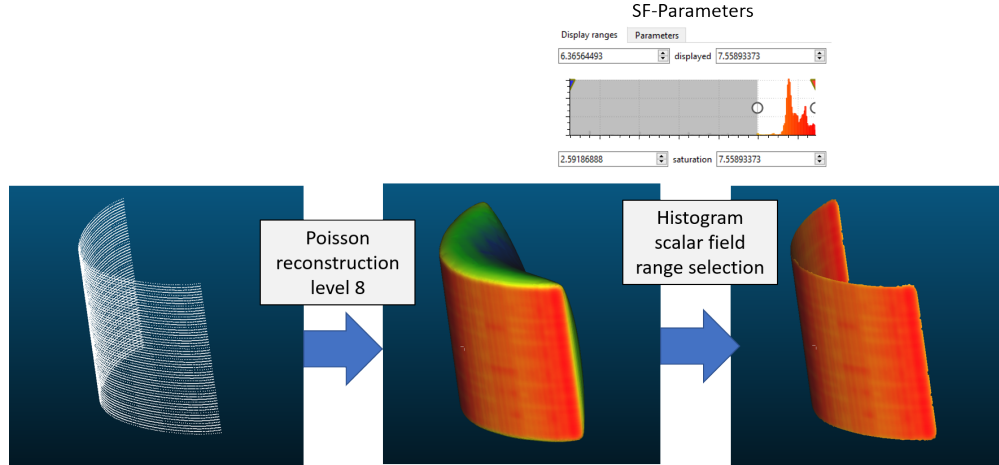 SF-Parameters
Display ranges Parameters
6.36564493 displayed 7.55893373
2.59186888 saturation 7.55893373
Poisson
reconstruction
level 8
Histogram
scalar field
range selection